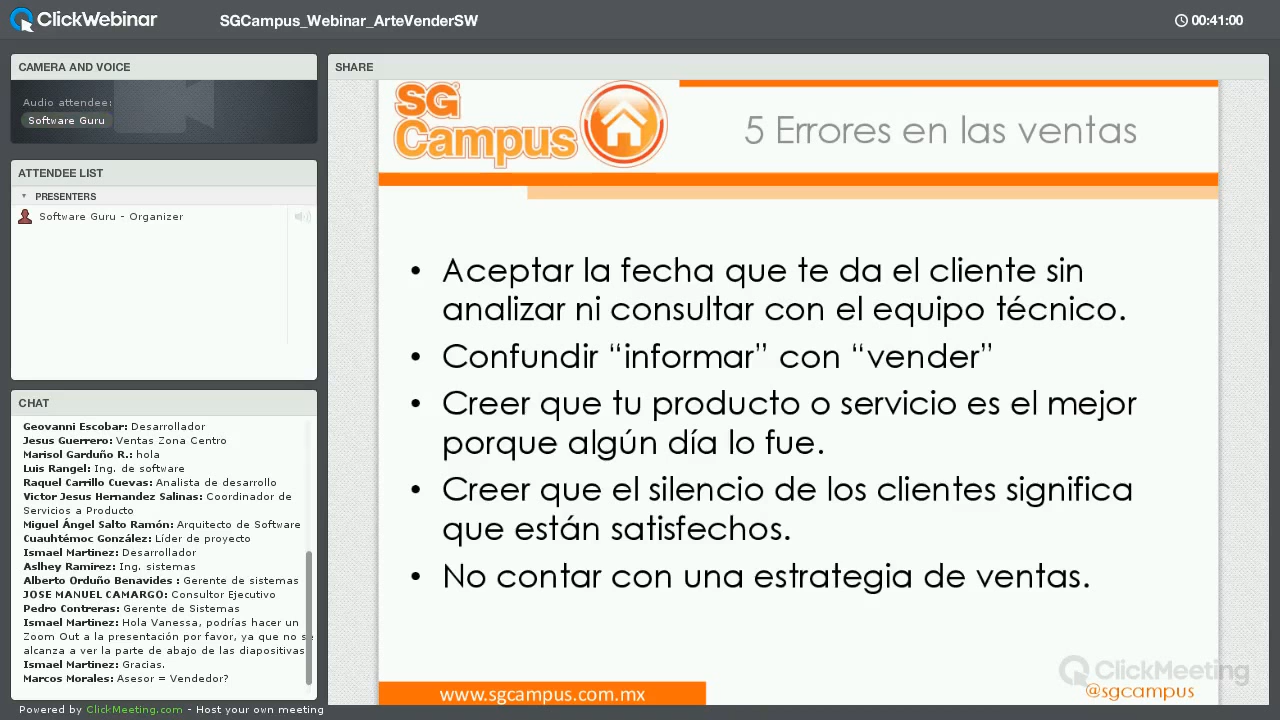 ClickWebinar
SGCampus_Webinar_ArteVenderSW
00:41:00
CAMERA AND VOICE
Audio attendee:
Software Guru
ATTENDEE LIST
PRESENTERS
Software Guru - Organizer
CHAT
Geovanni Escobar: Desarrollador
Jesus Guerrero: Ventas Zona Centro
Marisol Garduño R.: hola
Luis Rangel: Ing. de software
Raquel Carrillo Cuevas: Analista de desarrollo
Victor Jesus Hernandez Salinas: Coordinador de
Servicios a Producto
Miguel Ángel Salto Ramón: Arquitecto de Software
Cuauhtémoc González: Líder de proyecto
Ismael Martinez: Desarrollador
Aslhey Ramirez: Ing. sistemas
Alberto Orduño Benavides : Gerente de sistemas
JOSE MANUEL CAMARGO: Consultor Ejecutivo
Pedro Contreras: Gerente de Sistemas
Ismael Martinez: Hola Vanessa, podrías hacer un
Zoom Out a la presentación por favor, ya que no se
alcanza a ver la parte de abajo de las diapositivas
Ismael Martinez: Gracias.
Marcos Morales: Asesor = Vendedor?
Powered by ClickMeeting.com - Host your own meeting
SHARE
SG
Campus
5 Errores en las ventas
• Aceptar la fecha que te da el cliente sin
analizar ni consultar con el equipo técnico.
• Confundir “informar” con “vender”
• Creer que tu producto o servicio es el mejor
porque algún día lo fue.
• Creer que el silencio de los clientes significa
que están satisfechos.
• No contar con una estrategia de ventas.
ClickMeeting
www.sgcampus.com.mx
@sgcampus